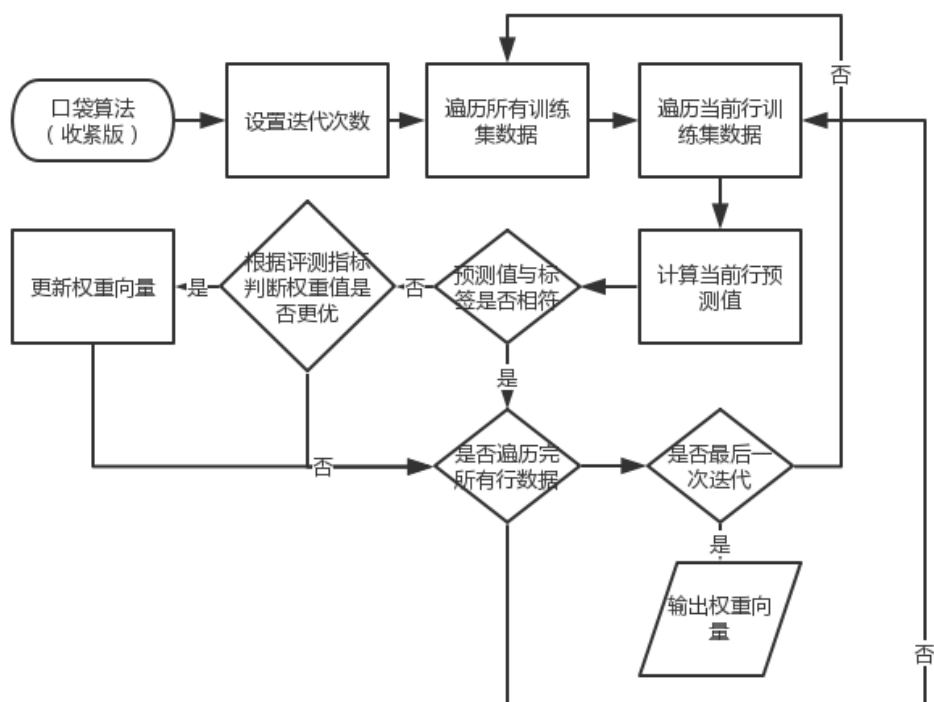 口袋算法
（收紧版）
设置迭代次数
遍历所有训练
集数据
遍历当前行训
练集数据
否
更新权重向量
是
根据评测指标
判断权重值是
否更优
否
预测值与标
签是否相符
计算当前行预
测值
是
否
是否遍历完
所有行数据
是否最后一
次迭代
是
输出权重向
量
否